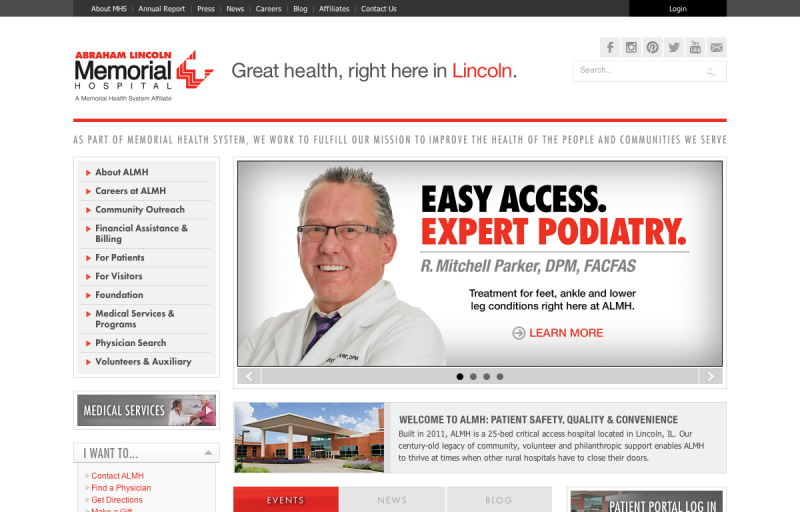 About MHS | Annual Report | Press | News | Careers | Blog | Affiliates | Contact Us
Login
ABRAHAM LINCOLN
Memorial
HOSPITAL
A Memorial Health System Affiliate
Great health, right here in Lincoln.
Search...
AS PART OF MEMORIAL HEALTH SYSTEM, WE WORK TO FULFILL OUR MISSION TO IMPROVE THE HEALTH OF THE PEOPLE AND COMMUNITIES WE SERVE
About ALMH
Careers at ALMH
Community Outreach
Financial Assistance &
Billing
For Patients
For Visitors
Foundation
Medical Services &
Programs
Physician Search
Volunteers & Auxiliary
EASY ACCESS.
EXPERT PODIATRY.
R. Mitchell Parker, DPM, FACFAS
Treatment for feet, ankle and lower
leg conditions right here at ALMH.
LEARN MORE
MEDICAL SERVICES
I WANT TO...
> Contact ALMH
> Find a Physician
> Get Directions
> Make a Gift
WELCOME TO ALMH: PATIENT SAFETY, QUALITY & CONVENIENCE
Built in 2011, ALMH is a 25-bed critical access hospital located in Lincoln, IL. Our
century-old legacy of community, volunteer and philanthropic support enables ALMH
to thrive at times when other rural hospitals have to close their doors.
EVENTS
NEWS
BLOG
PATIENT PORTAL LOG IN